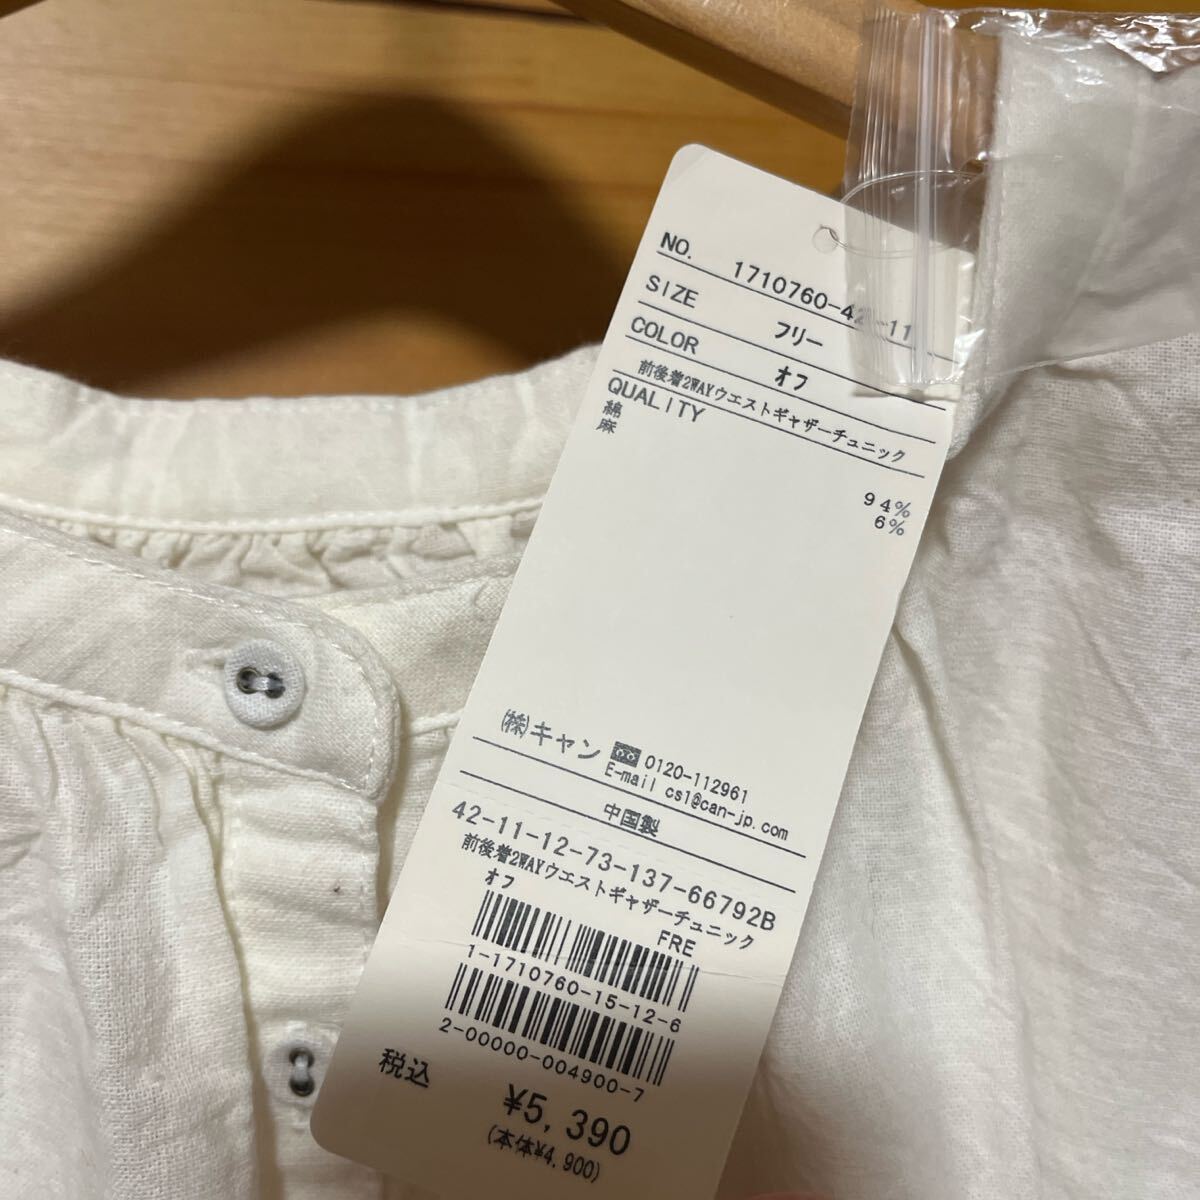 NO. 1710760-42-11
SIZE フリー
COLOR オフ
前後着2WAYウエストギャザーチュニック
QUALITY
綿 94%
麻 6%
㈱キャン 0120-112961
E-mail cs1@can-jp.com
中国製
42-11-12-73-137-66792B
前後着2WAYウエストギャザーチュニック
オフ FRE
1-1710760-15-12-6
2-00000-004900-7
税込 ¥5,390
(本体¥4,900)